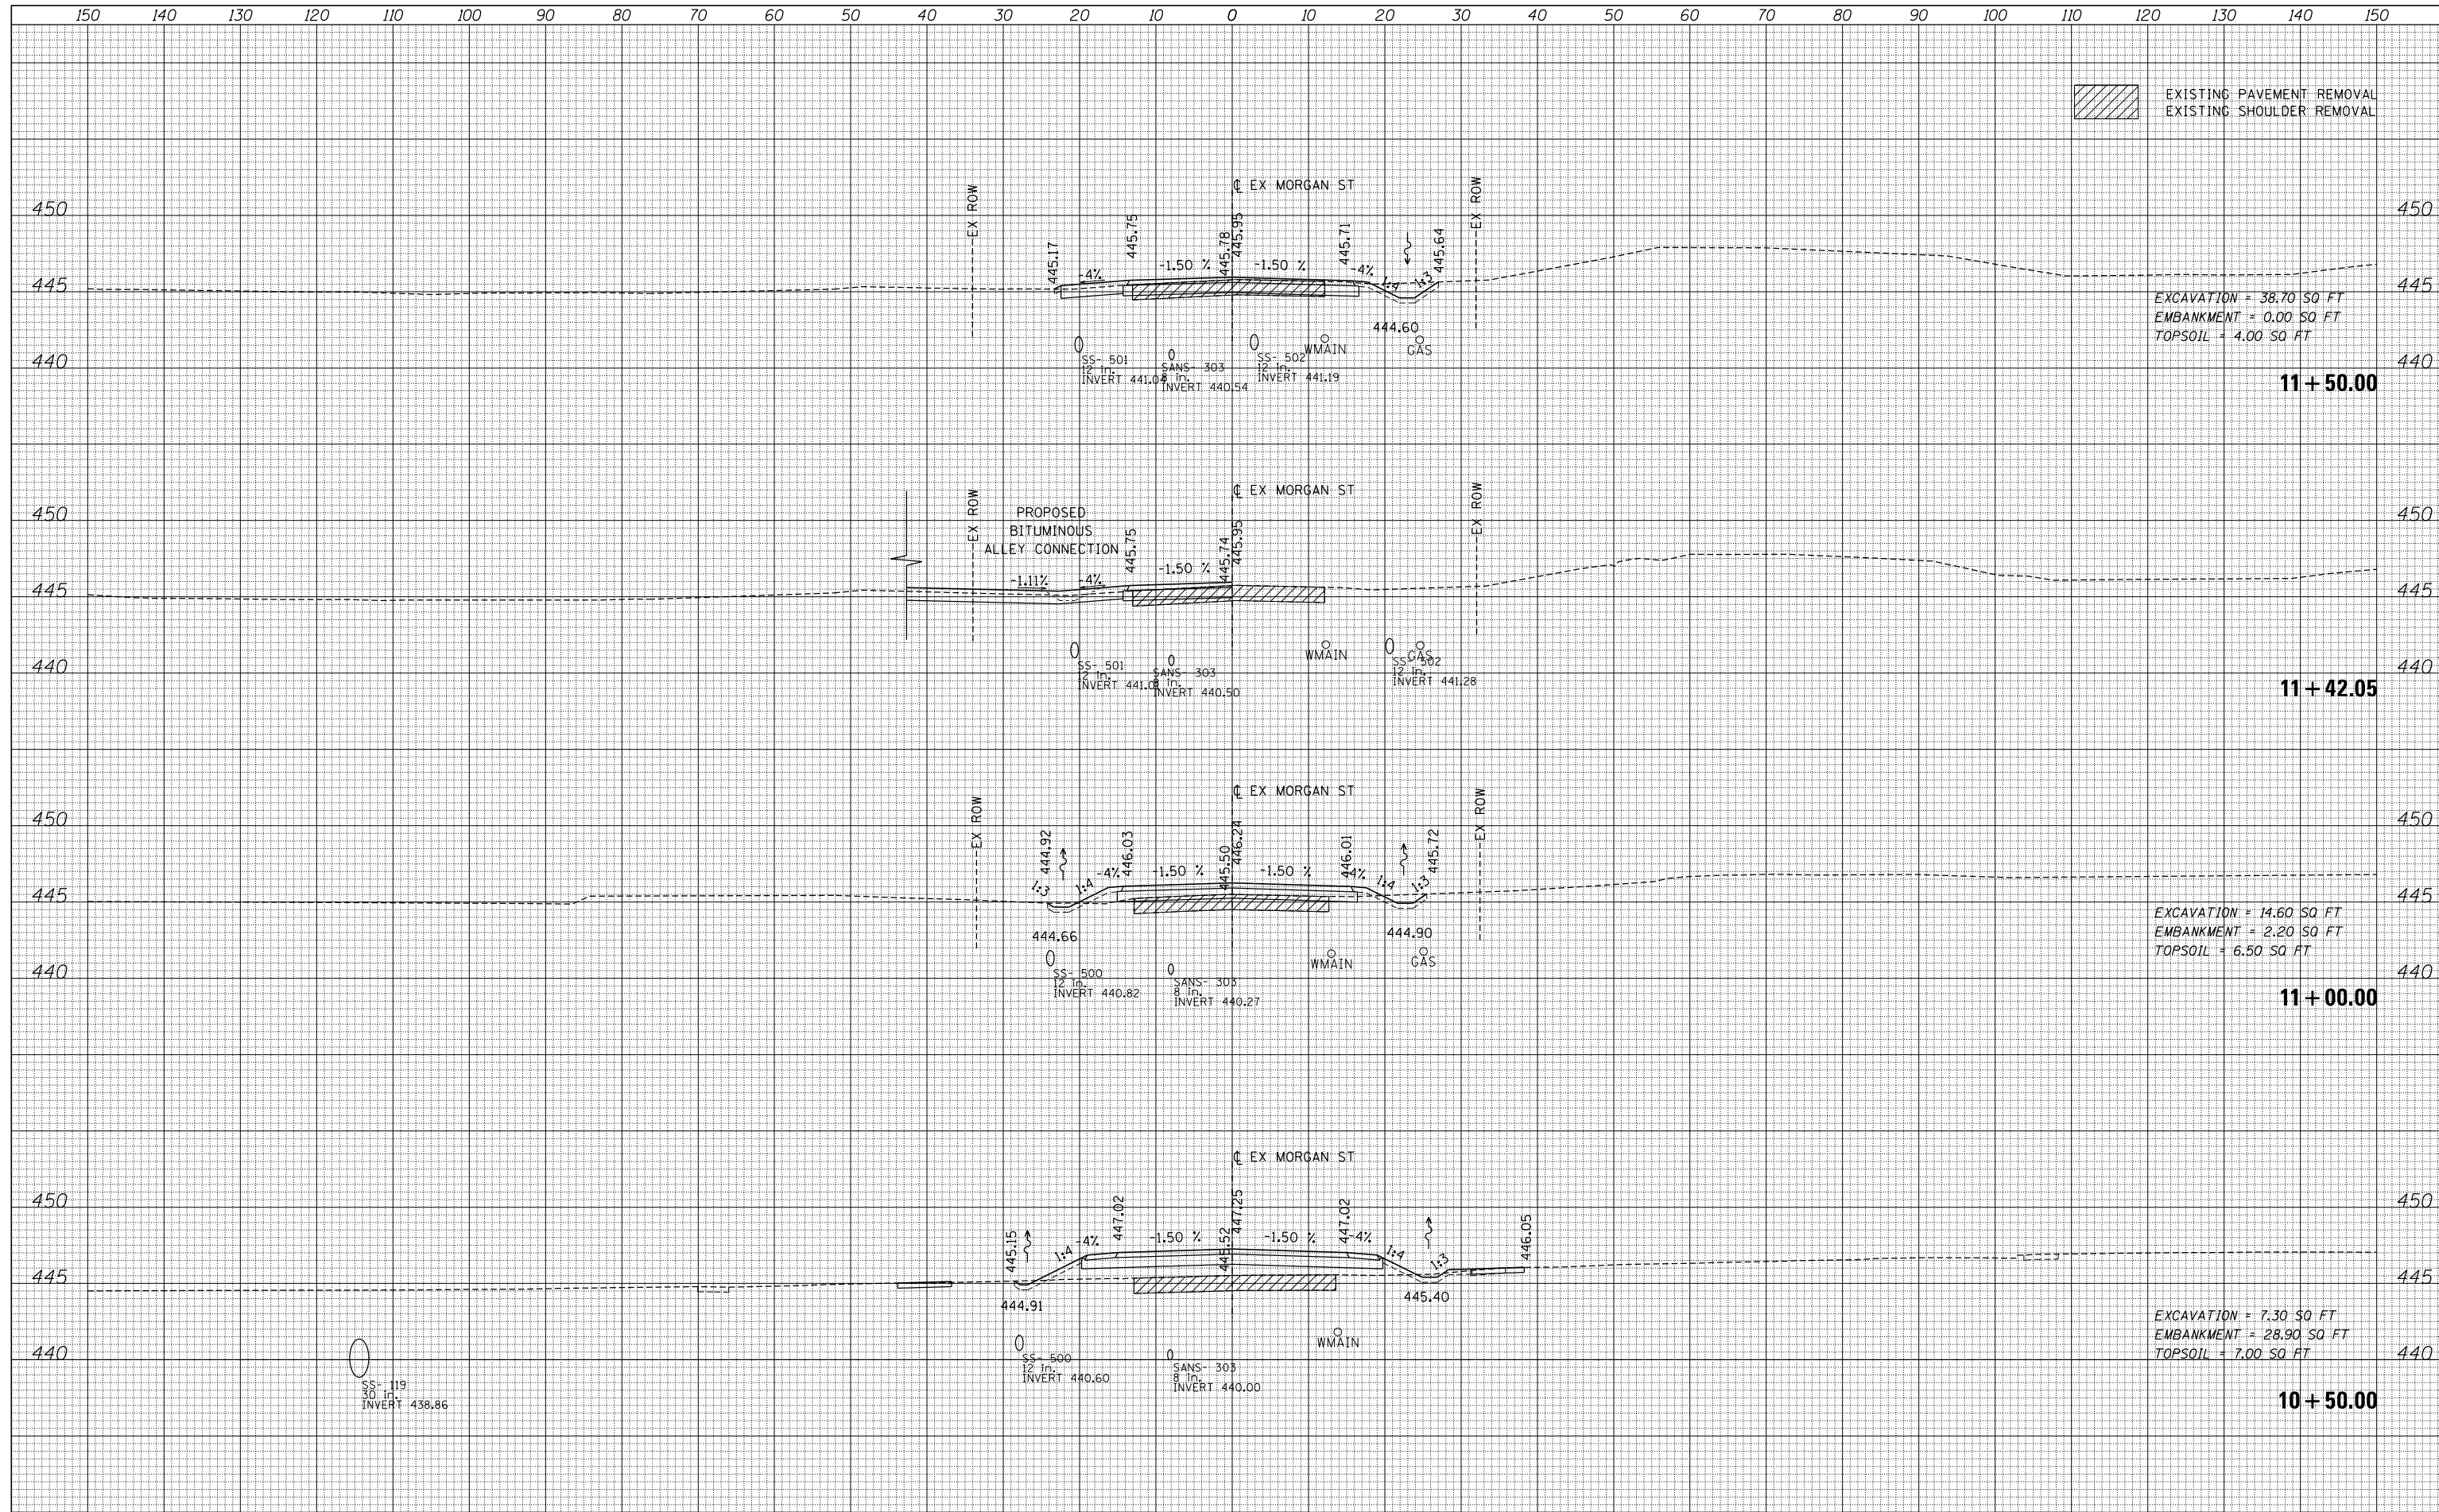 150 140 130 120 110 100 90 80 70 60 50 40 30 20 10 0 10 20 30 40 50 60 70 80 90 100 110 120 130 140 150
EXISTING PAVEMENT REMOVAL
EXISTING SHOULDER REMOVAL
℄ EX MORGAN ST
EX ROW
EX ROW
450
450
445.17
445.75
445.78
445.95
445.71
445.64
-4%
-1.50 %
-1.50 %
-4%
1:4
1:3
445
445
444.60
EXCAVATION = 38.70 SQ FT
EMBANKMENT = 0.00 SQ FT
TOPSOIL = 4.00 SQ FT
SS- 501
12 in.
INVERT 441.04
SANS- 303
8 in.
INVERT 440.54
SS- 502
12 in.
INVERT 441.19
WMAIN
GAS
440
440
11+50.00
℄ EX MORGAN ST
EX ROW
EX ROW
450
450
PROPOSED
BITUMINOUS
ALLEY CONNECTION
445.75
445.74
445.95
-1.11%
-4%
-1.50 %
445
445
SS- 501
12 in.
SANS- 303
8 in.
INVERT 440.50
WMAIN
GAS
SS- 502
12 in.
INVERT 441.28
440
440
11+42.05
℄ EX MORGAN ST
EX ROW
EX ROW
450
450
444.92
446.03
445.50
446.24
446.01
445.72
1:3
1:4
-4%
-1.50 %
-1.50 %
-4%
1:4
1:3
445
445
444.66
444.90
EXCAVATION = 14.60 SQ FT
EMBANKMENT = 2.20 SQ FT
TOPSOIL = 6.50 SQ FT
SS- 500
12 in.
INVERT 440.82
SANS- 303
8 in.
INVERT 440.27
WMAIN
GAS
440
440
11+00.00
℄ EX MORGAN ST
450
450
445.15
447.02
445.52
447.25
447.02
446.05
1:4
-4%
-1.50 %
-1.50 %
-4%
1:4
1:3
445
445
444.91
445.40
EXCAVATION = 7.30 SQ FT
EMBANKMENT = 28.90 SQ FT
TOPSOIL = 7.00 SQ FT
WMAIN
440
440
SS- 119
30 in.
INVERT 438.86
SS- 500
12 in.
INVERT 440.60
SANS- 303
8 in.
INVERT 440.00
10+50.00